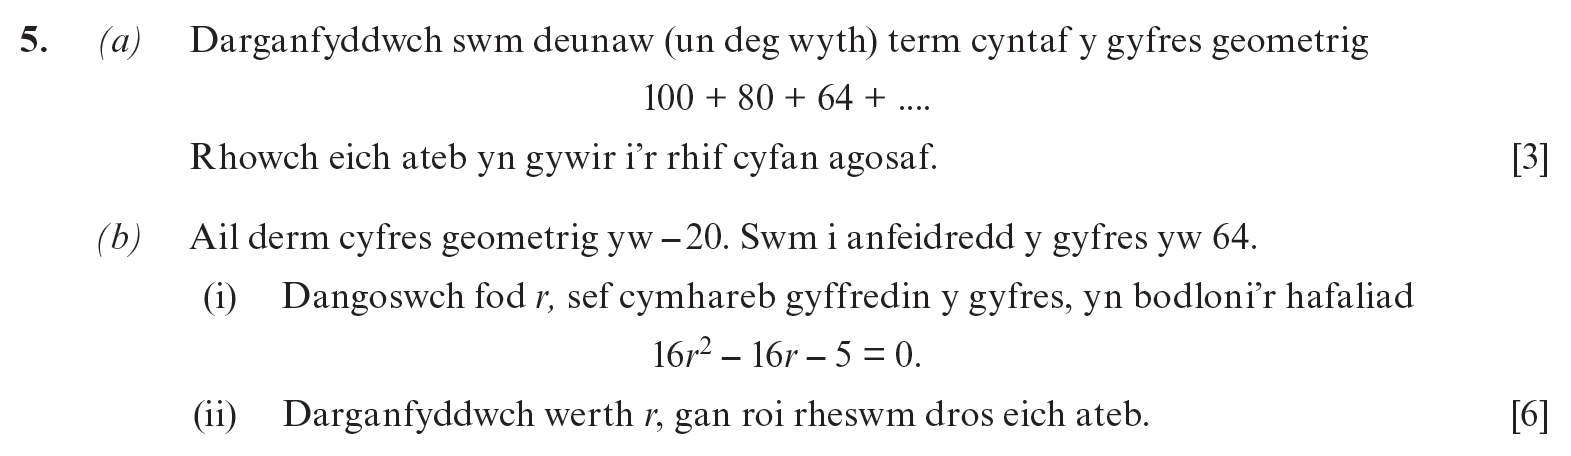 5. (a) Darganfyddwch swm deunaw (un deg wyth) term cyntaf y gyfres geometrig
100 + 80 + 64 + ....
Rhowch eich ateb yn gywir i’r rhif cyfan agosaf. [3]
(b) Ail derm cyfres geometrig yw –20. Swm i anfeidredd y gyfres yw 64.
(i) Dangoswch fod r, sef cymhareb gyffredin y gyfres, yn bodloni’r hafaliad
16r² – 16r – 5 = 0.
(ii) Darganfyddwch werth r, gan roi rheswm dros eich ateb. [6]